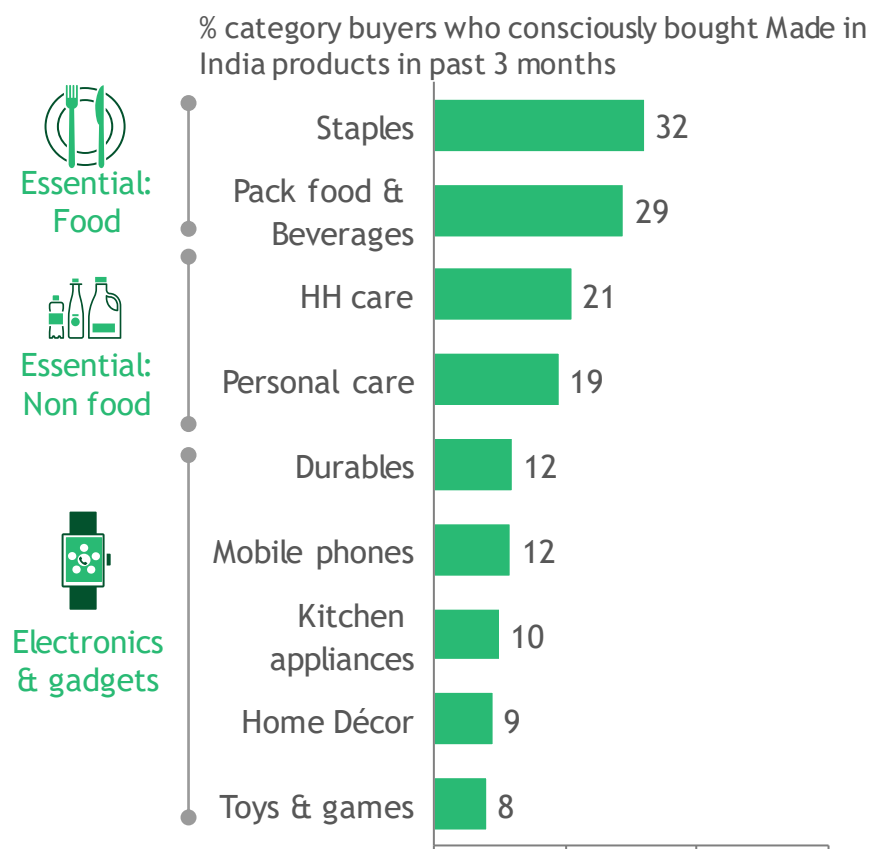 % category buyers who consciously bought Made in
India products in past 3 months
Essential:
Food
Staples
32
Pack food &
Beverages
29
Essential:
Non food
HH care
21
Personal care
19
Electronics
& gadgets
Durables
12
Mobile phones
12
Kitchen
appliances
10
Home Décor
9
Toys & games
8